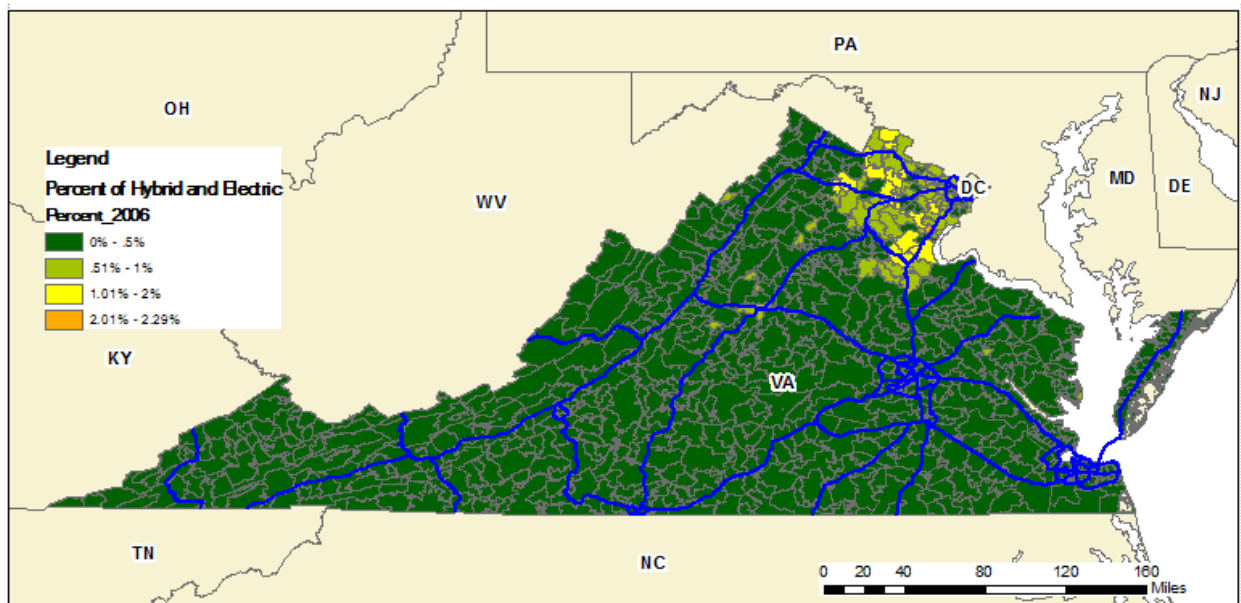 PA
OH
NJ
Legend
Percent of Hybrid and Electric
Percent_2006
0% - .5%
.51% - 1%
1.01% - 2%
2.01% - 2.29%
WV
DC
MD
DE
KY
VA
TN
NC
0 20 40 80 120 160
Miles